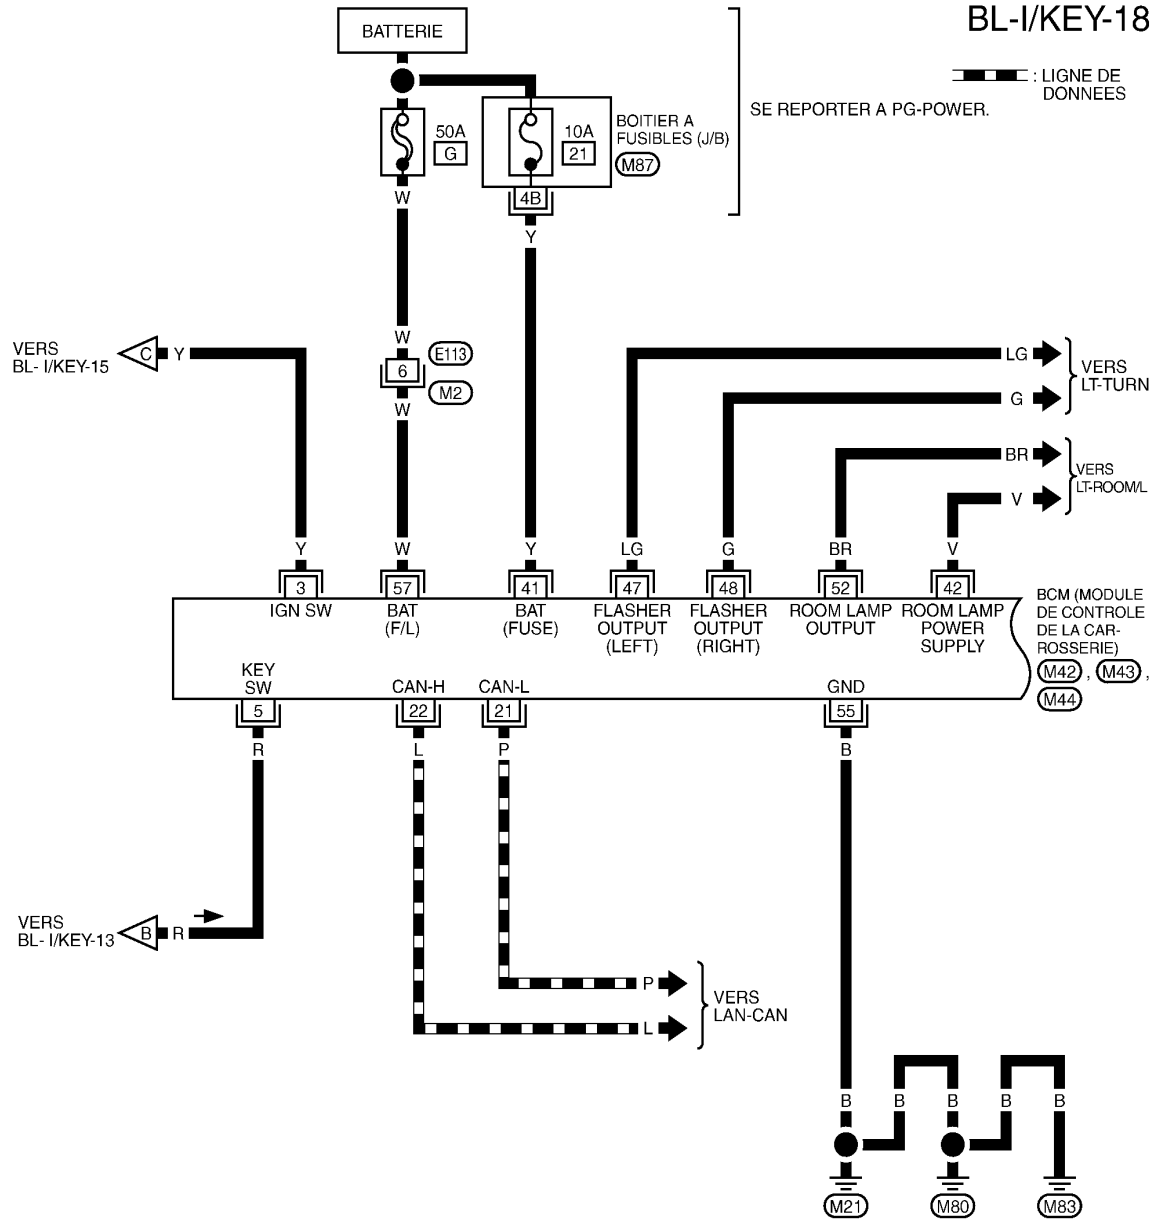 BL-I/KEY-18
BATTERIE
: LIGNE DE
DONNEES
50A
G
10A
21
BOITIER A
FUSIBLES (J/B)
M87
SE REPORTER A PG-POWER.
4B
W
Y
VERS
BL- I/KEY-15
C
Y
W
6
E113
M2
W
LG
G
VERS
LT-TURN
BR
V
VERS
LT-ROOM/L
Y
W
Y
LG
G
BR
V
3
57
41
47
48
52
42
IGN SW
BAT
(F/L)
BAT
(FUSE)
FLASHER
OUTPUT
(LEFT)
FLASHER
OUTPUT
(RIGHT)
ROOM LAMP
OUTPUT
ROOM LAMP
POWER
SUPPLY
BCM (MODULE
DE CONTROLE
DE LA CAR-
ROSSERIE)
M42 , M43 ,
M44
KEY
SW
CAN-H
CAN-L
GND
5
22
21
55
R
L
P
B
VERS
BL- I/KEY-13
B
R
P
L
VERS
LAN-CAN
B
B
B
B
B
M21
M80
M83